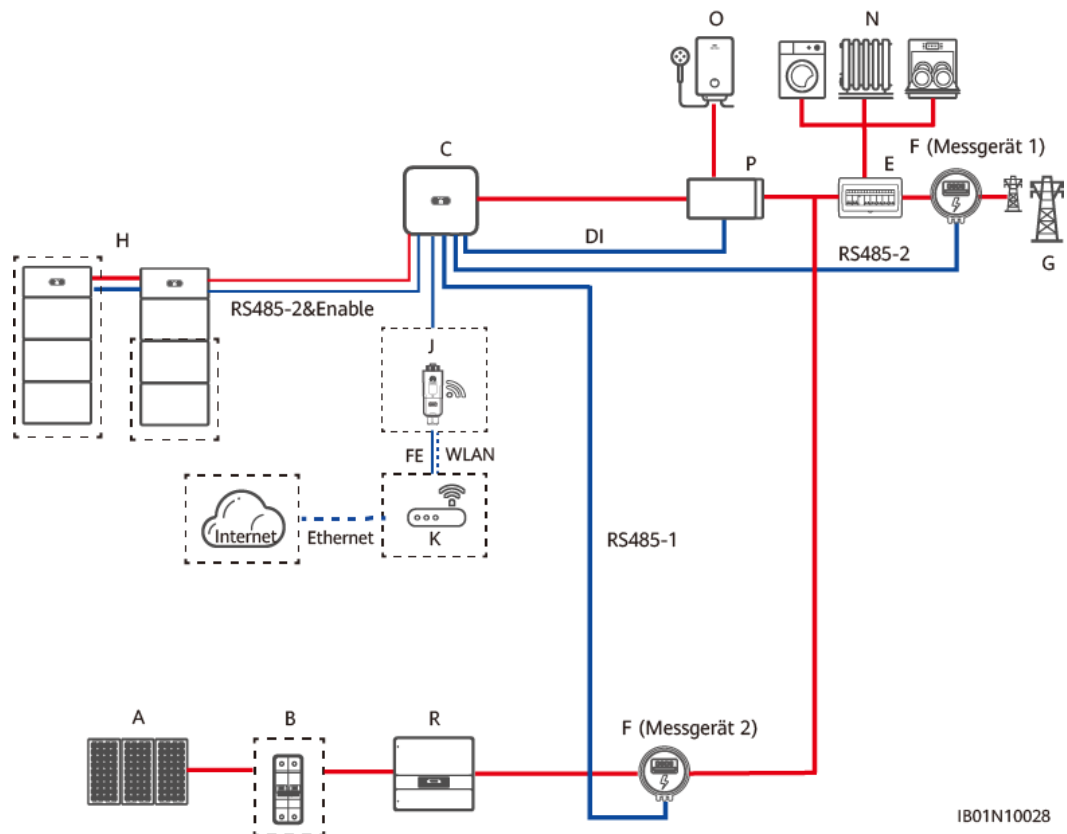 O
N
F (Messgerät 1)
C
P
E
DI
RS485-2
G
H
RS485-2&Enable
J
FE
WLAN
Internet
Ethernet
K
RS485-1
A
B
R
F (Messgerät 2)
IB01N10028